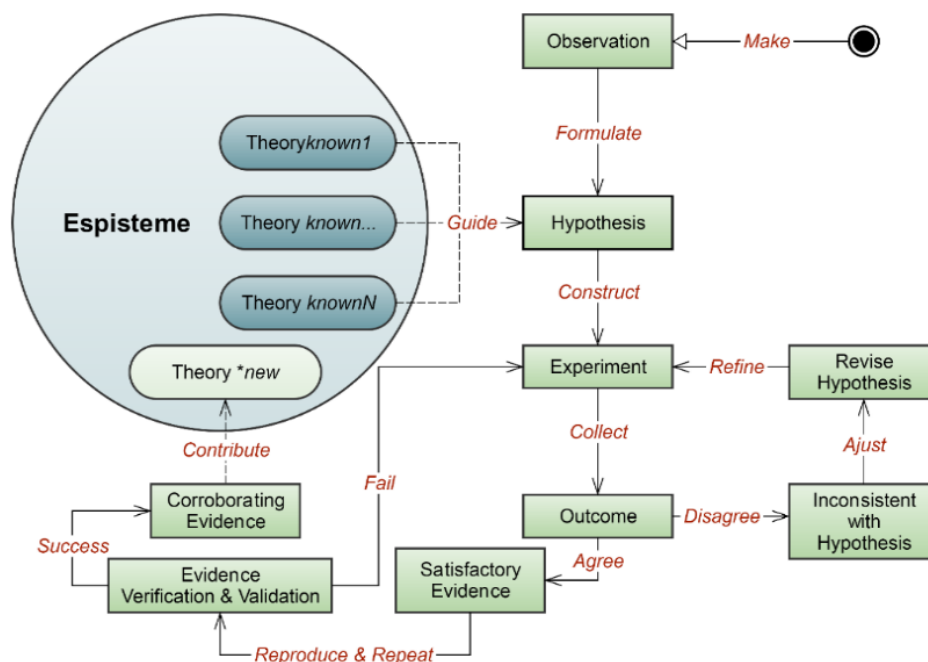 Observation
Make
Formulate
Theoryknown1
Espisteme
Theory known...
Guide
Hypothesis
Theory knownN
Construct
Theory *new
Experiment
Refine
Revise
Hypothesis
Contribute
Collect
Ajust
Fail
Corroborating
Evidence
Outcome
Disagree
Inconsistent
with
Hypothesis
Success
Agree
Evidence
Verification & Validation
Satisfactory
Evidence
Reproduce & Repeat